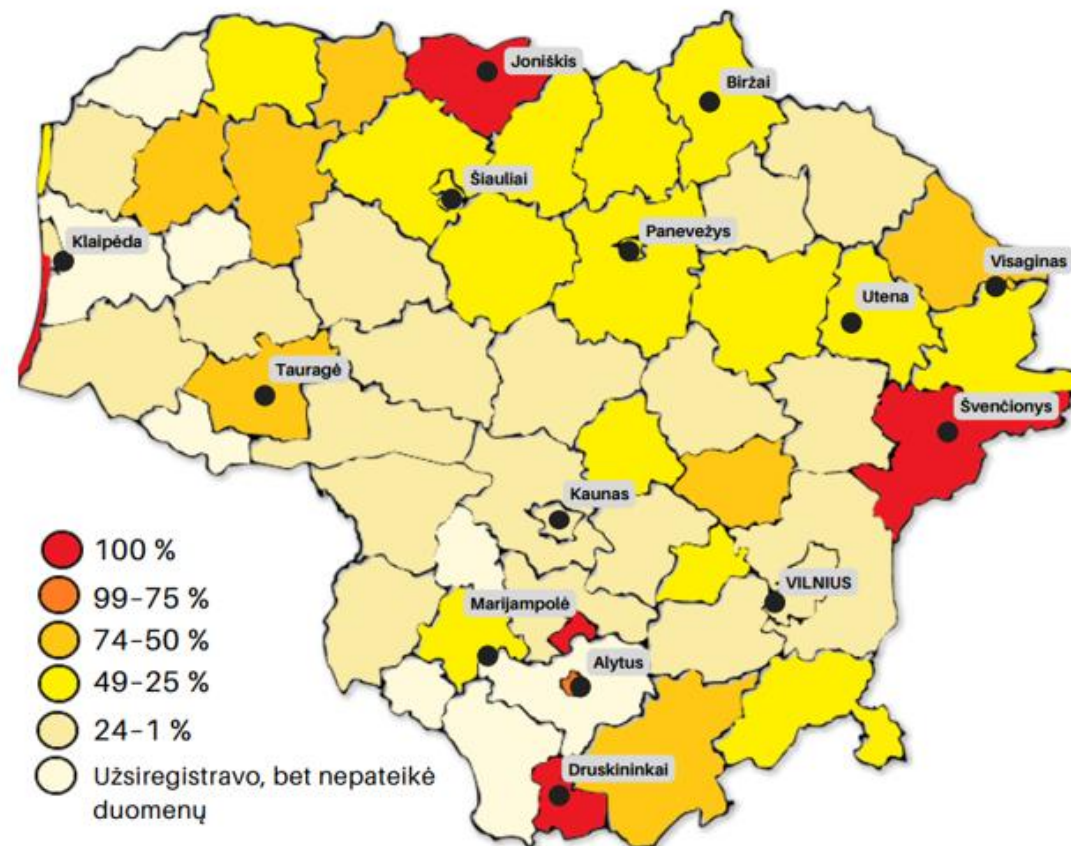 Joniškis
Biržai
Šiauliai
Klaipėda
Panevežys
Visaginas
Utena
Tauragė
Švenčionys
Kaunas
100 %
99–75 %
74–50 %
49–25 %
24–1 %
Užsiregistravo, bet nepateikė
duomenų
VILNIUS
Marijampolė
Alytus
Druskininkai